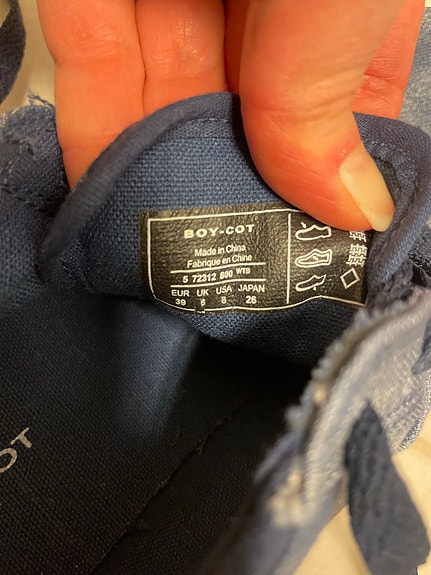 BOY-COT
Made in China
Fabriqué en Chine
5 72312 800 WTS
EUR UK USA JAPAN
39 6 8 26
OT